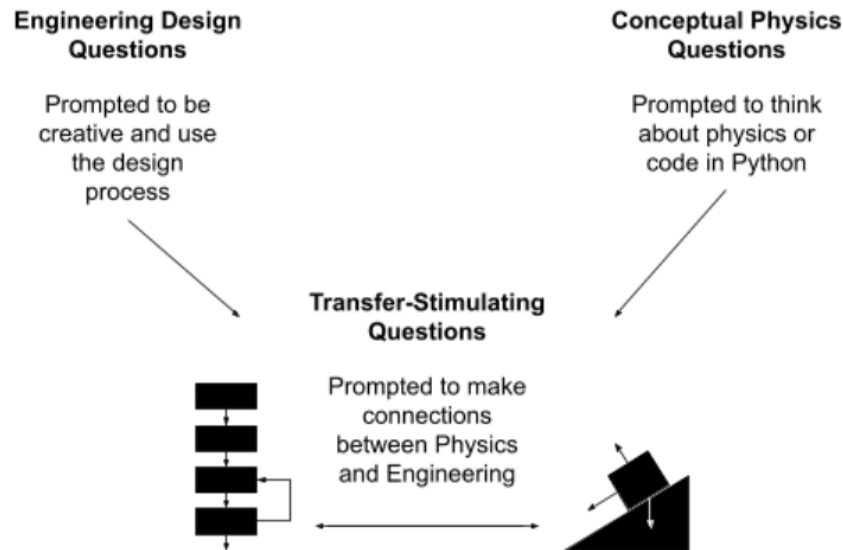 Engineering Design
Questions
Prompted to be
creative and use
the design
process
Conceptual Physics
Questions
Prompted to think
about physics or
code in Python
Transfer-Stimulating
Questions
Prompted to make
connections
between Physics
and Engineering